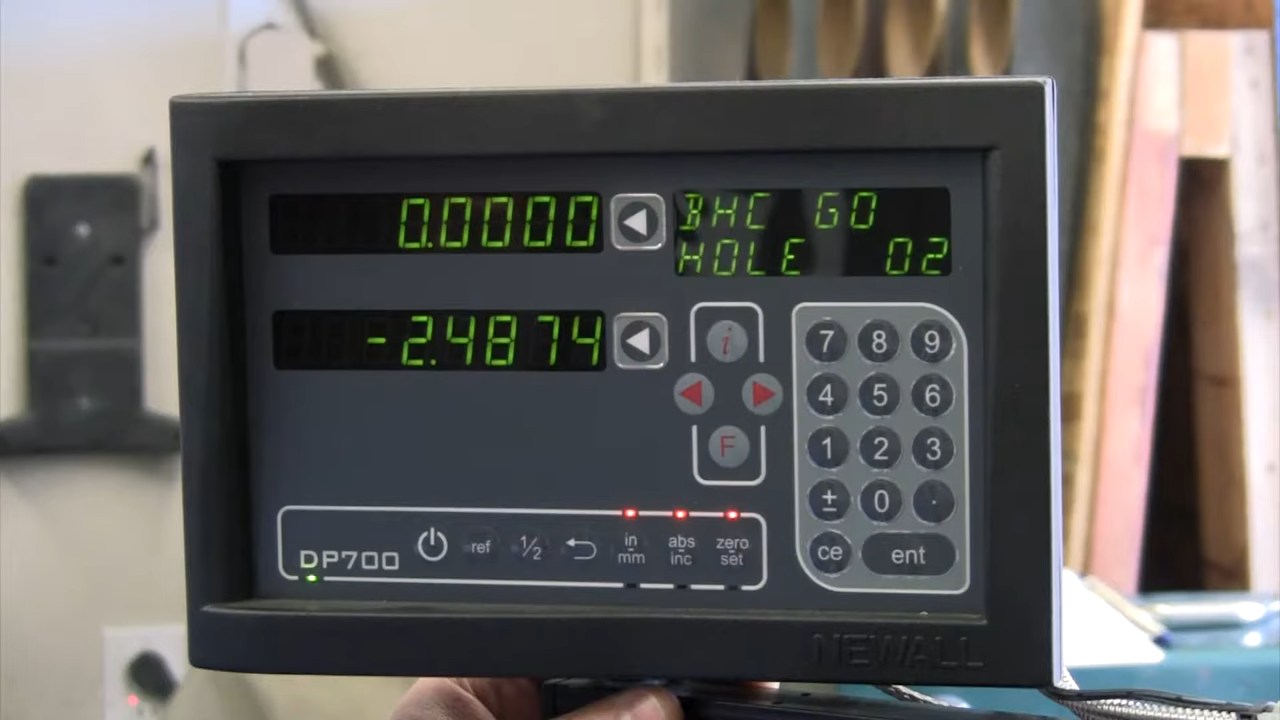 0.0000
BHC GO
HOLE 02
-2.4874
i
F
7 8 9
4 5 6
1 2 3
± 0 .
ce ent
DP700
ref
1/2
in
mm
abs
inc
zero
set
NEWALL